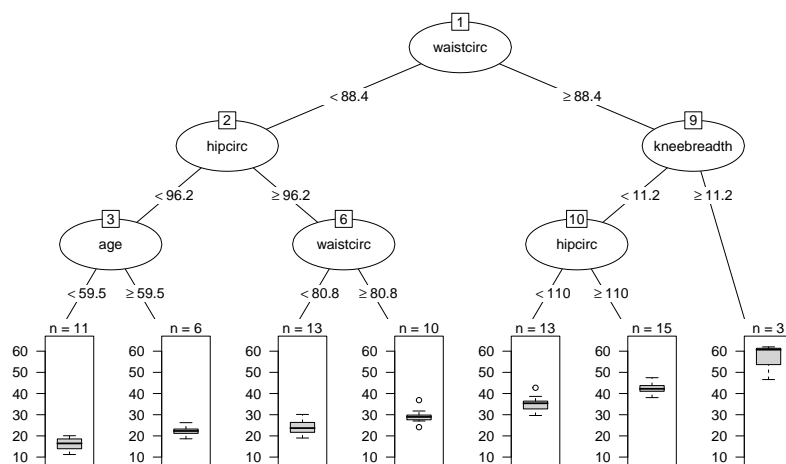 1
waistcirc
< 88.4 ≥ 88.4
2 9
hipcirc kneebreadth
< 96.2 ≥ 96.2 < 11.2 ≥ 11.2
3 6 10
age waistcirc hipcirc
< 59.5 ≥ 59.5 < 80.8 ≥ 80.8 < 110 ≥ 110
n = 11 n = 6 n = 13 n = 10 n = 13 n = 15 n = 3
60 60 60 60 60 60 60
50 50 50 50 50 50 50
40 40 40 40 40 40 40
30 30 30 30 30 30 30
20 20 20 20 20 20 20
10 10 10 10 10 10 10